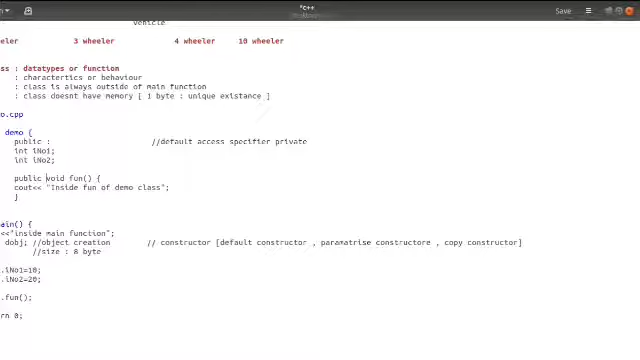 *c++
Save
vehicle
eeler 3 wheeler 4 wheeler 10 wheeler
ss : datatypes or function
: charactertics or behaviour
: class is always outside of main function
: class doesnt have memory [ 1 byte : unique existance ]
o.cpp
demo {
public : //default access specifier private
int iNo1;
int iNo2;
public void fun() {
cout<< "Inside fun of demo class";
}
ain() {
<<"inside main function";
dobj; //object creation // constructor [default constructor , paramatrise constructore , copy constructor]
//size : 8 byte
.iNo1=10;
.iNo2=20;
.fun();
rn 0;